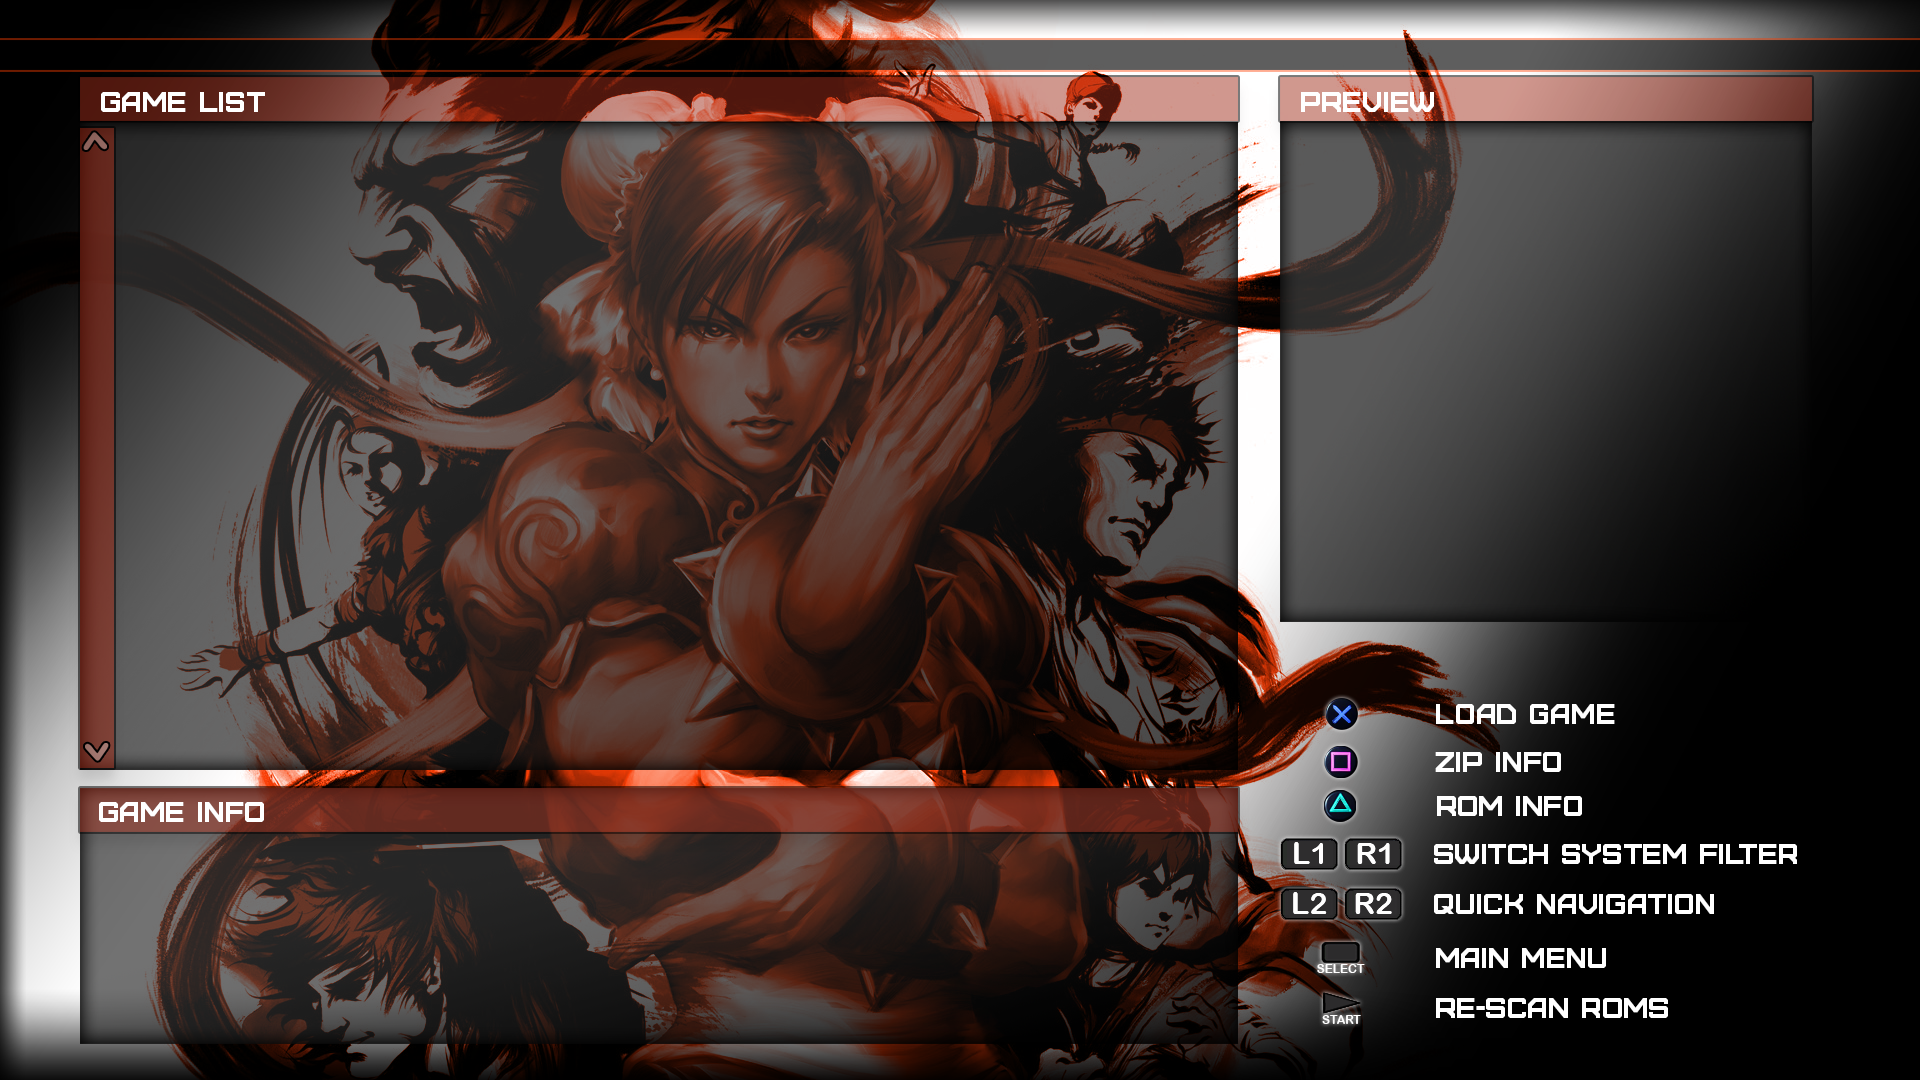 GAME LIST
PREVIEW
LOAD GAME
ZIP INFO
ROM INFO
L1 R1 SWITCH SYSTEM FILTER
L2 R2 QUICK NAVIGATION
SELECT MAIN MENU
START RE-SCAN ROMS
GAME INFO